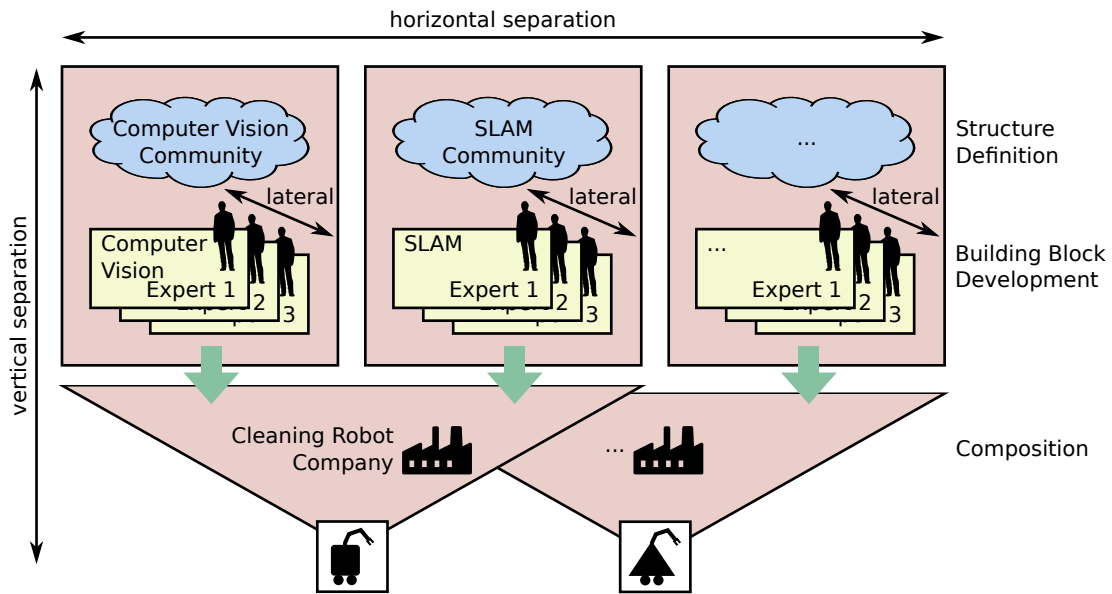 horizontal separation
vertical separation
Computer Vision
Community
SLAM
Community
...
Structure
Definition
lateral
lateral
lateral
Computer
Vision
Expert 1
2
3
SLAM
Expert 1
2
3
...
Expert 1
2
3
Building Block
Development
Cleaning Robot
Company
...
Composition